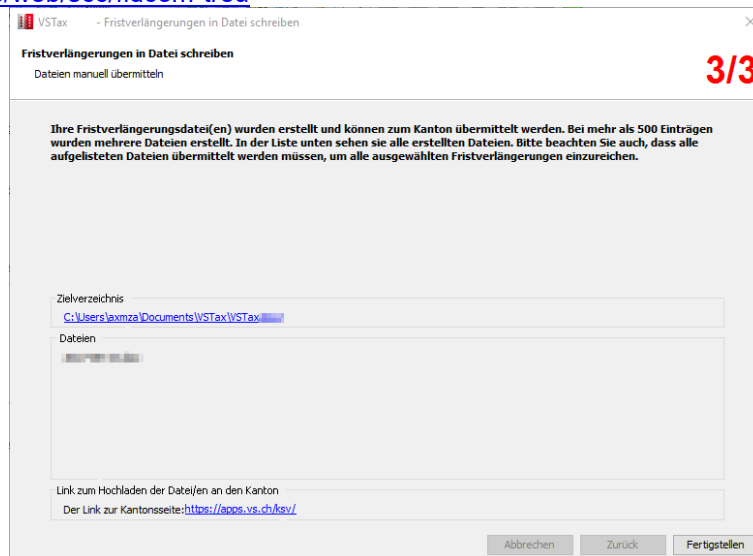 VSTax - Fristverlängerungen in Datei schreiben
Fristverlängerungen in Datei schreiben
Dateien manuell übermitteln
3/3
Ihre Fristverlängerungsdatei(en) wurden erstellt und können zum Kanton übermittelt werden. Bei mehr als 500 Einträgen
wurden mehrere Dateien erstellt. In der Liste unten sehen sie alle erstellten Dateien. Bitte beachten Sie auch, dass alle
aufgelisteten Dateien übermittelt werden müssen, um alle ausgewählten Fristverlängerungen einzureichen.
Zielverzeichnis
C:\Users\axmza\Documents\VSTax\VSTax
Dateien
Link zum Hochladen der Datei/en an den Kanton
Der Link zur Kantonsseite:https://apps.vs.ch/ksv/
Abbrechen Zurück Fertigstellen